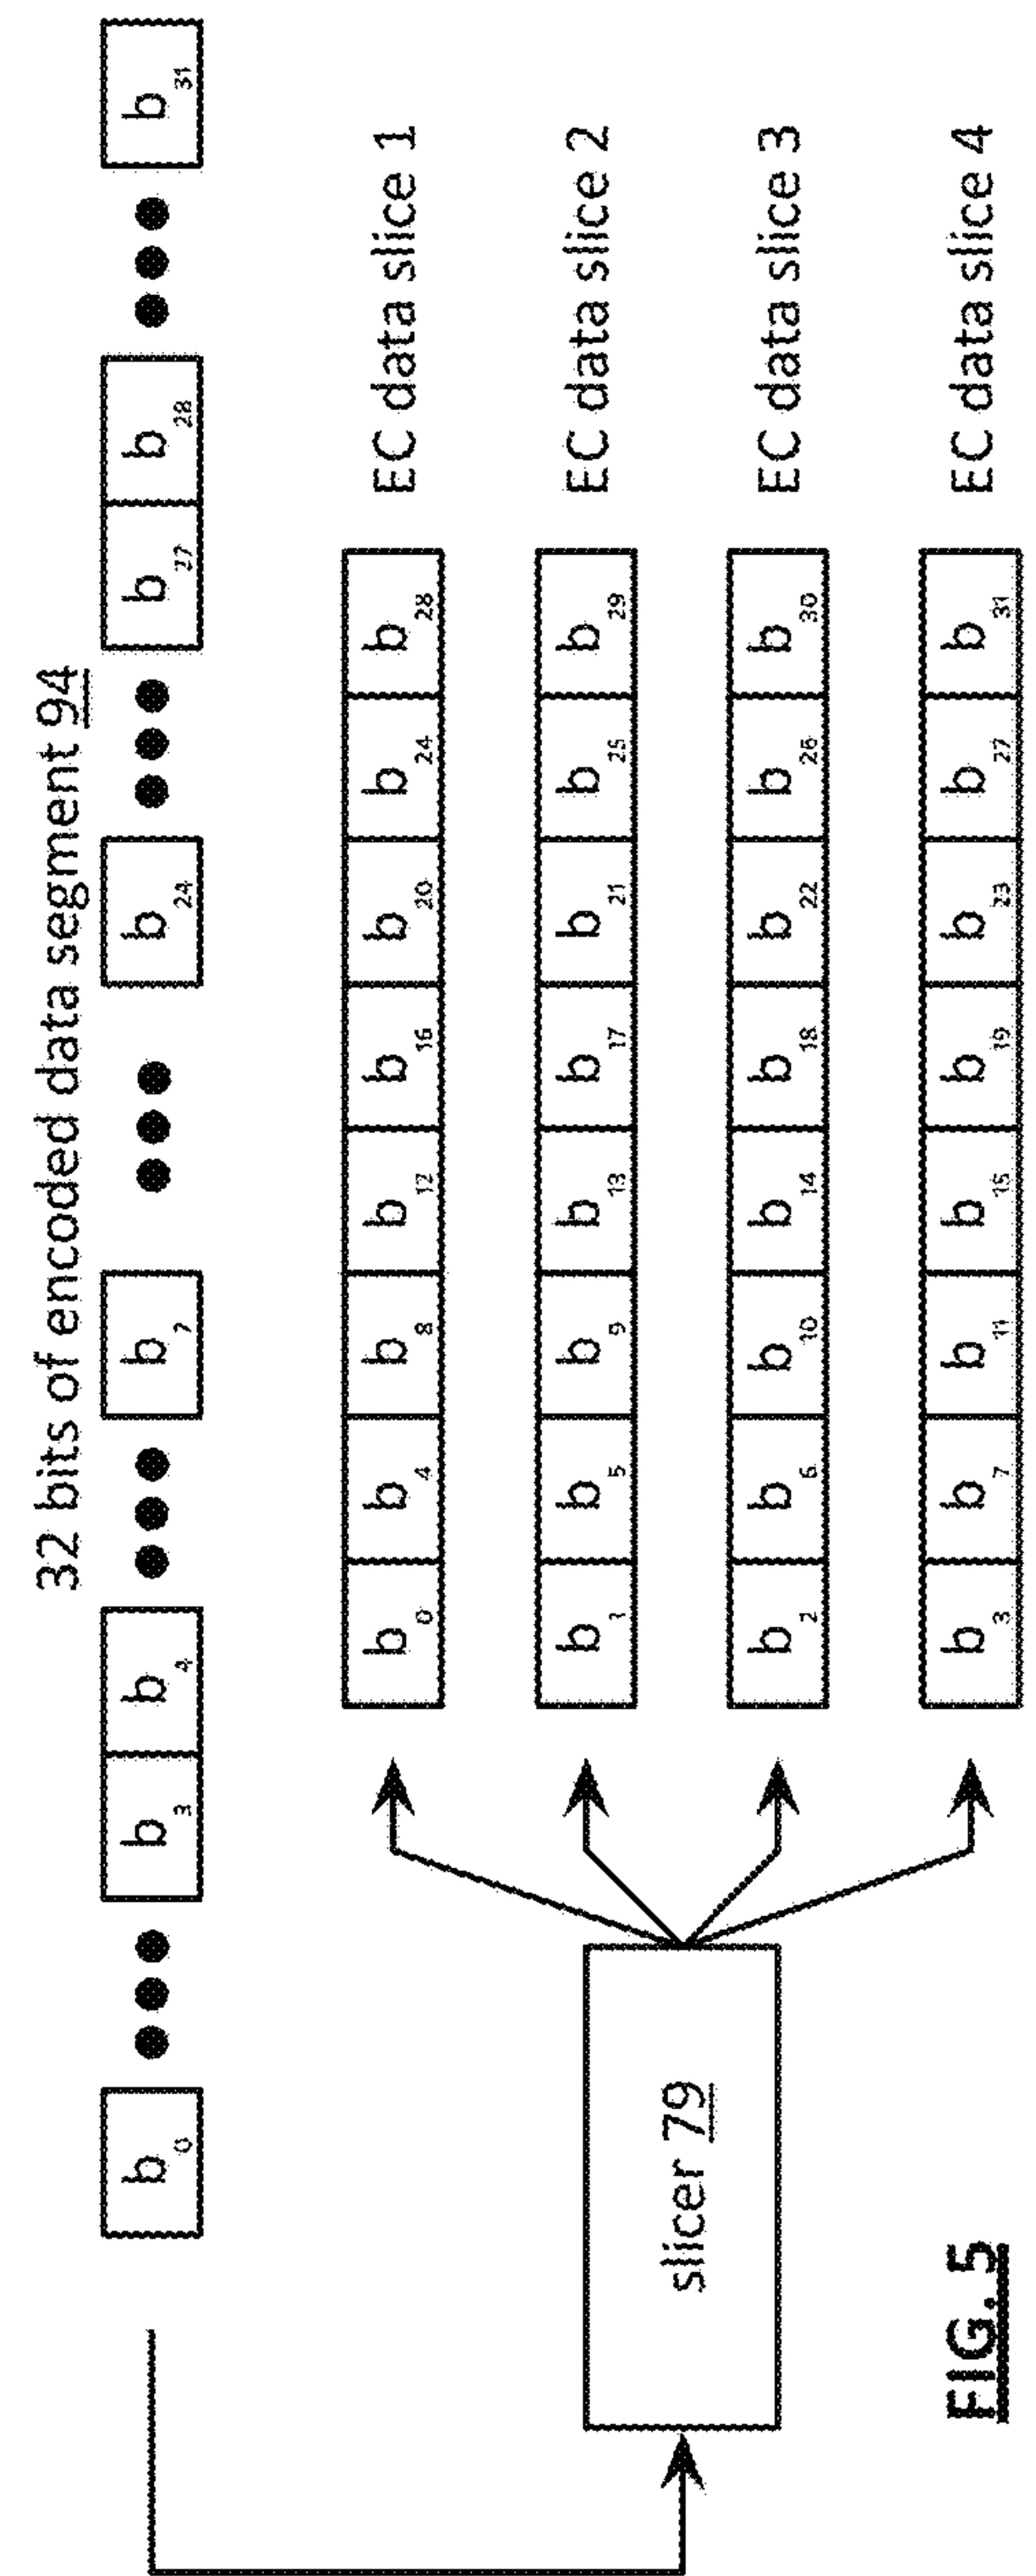 32 bits of encoded data segment 94
b0 ••• b3 b4 ••• b7 ••• b24 ••• b27 b28 ••• b31
b0 b4 b8 b12 b16 b20 b24 b28 EC data slice 1
b1 b5 b9 b13 b17 b21 b25 b29 EC data slice 2
slicer 79
b2 b6 b10 b14 b18 b22 b26 b30 EC data slice 3
b3 b7 b11 b15 b19 b23 b27 b31 EC data slice 4
FIG. 5